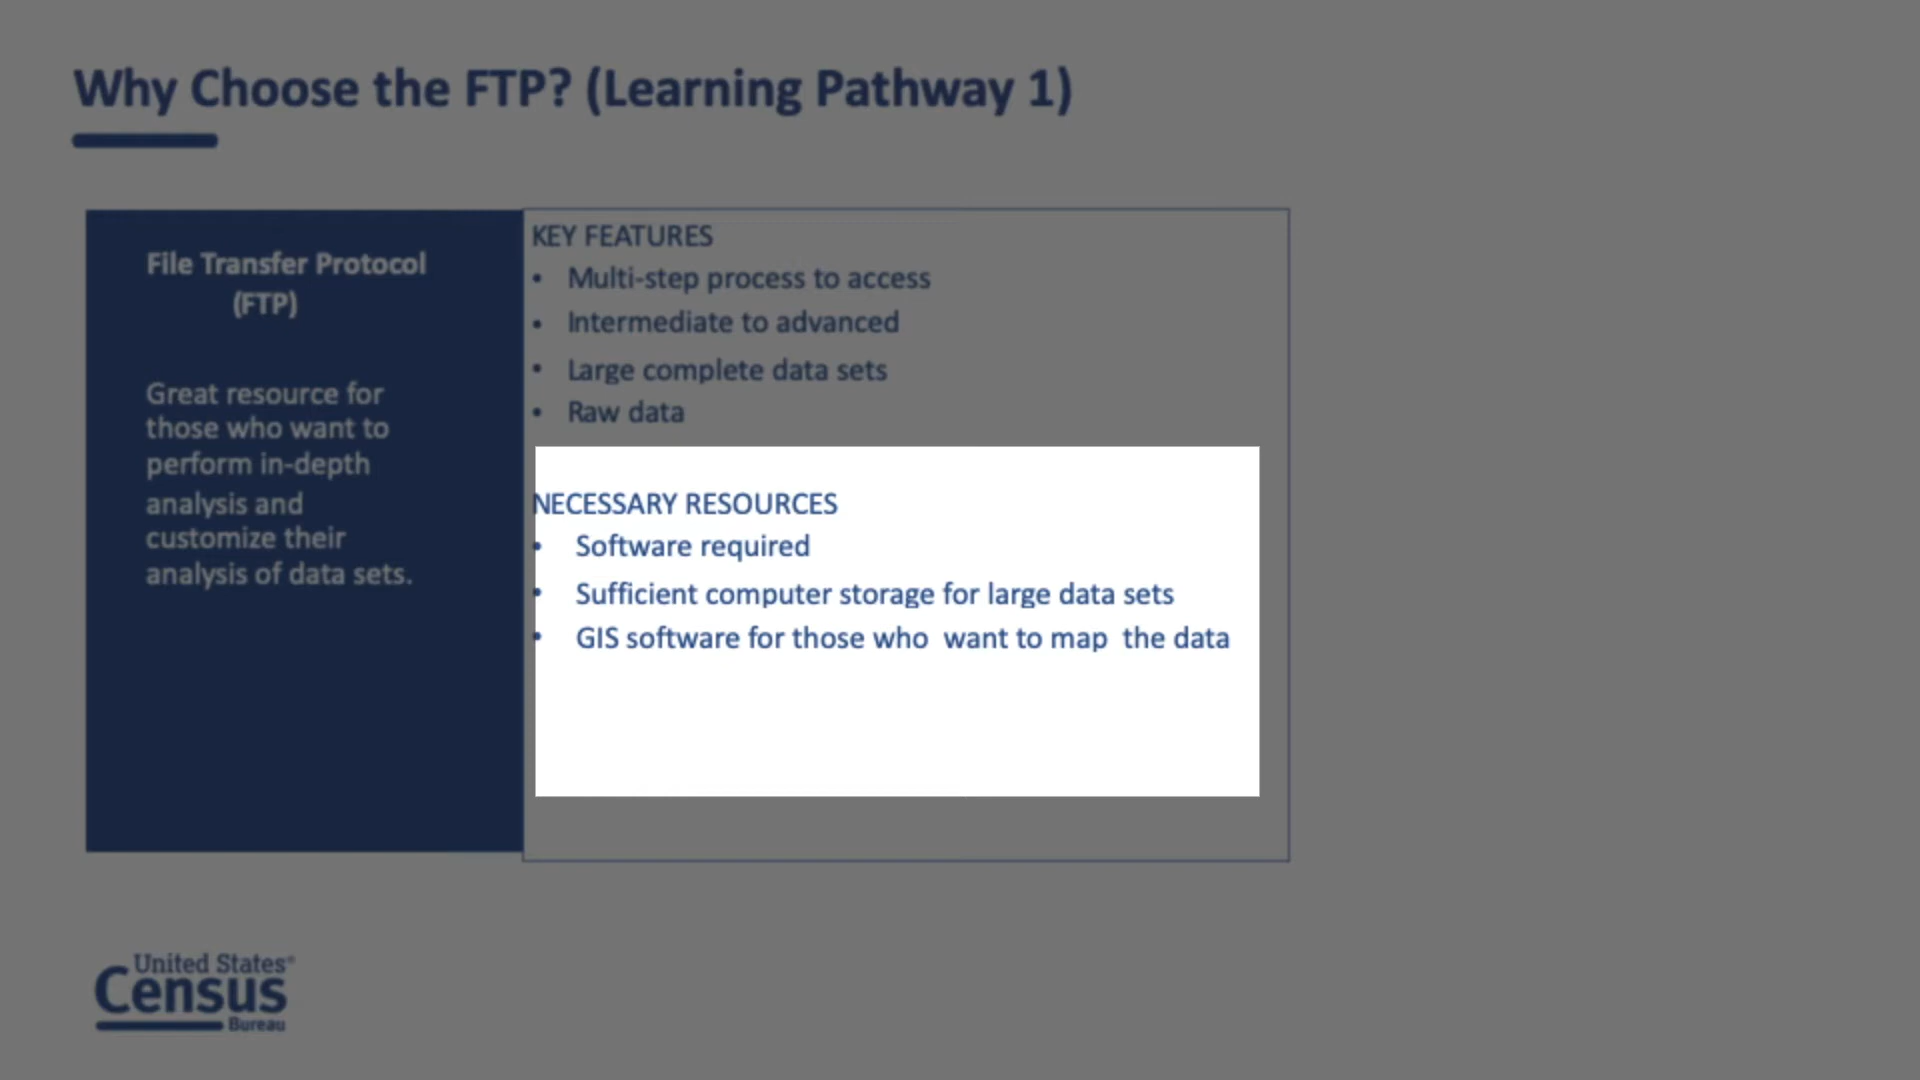 Why Choose the FTP? (Learning Pathway 1)
File Transfer Protocol
(FTP)
Great resource for
those who want to
perform in-depth
analysis and
customize their
analysis of data sets.
KEY FEATURES
• Multi-step process to access
• Intermediate to advanced
• Large complete data sets
• Raw data
NECESSARY RESOURCES
• Software required
• Sufficient computer storage for large data sets
• GIS software for those who want to map the data
United States®
Census
Bureau